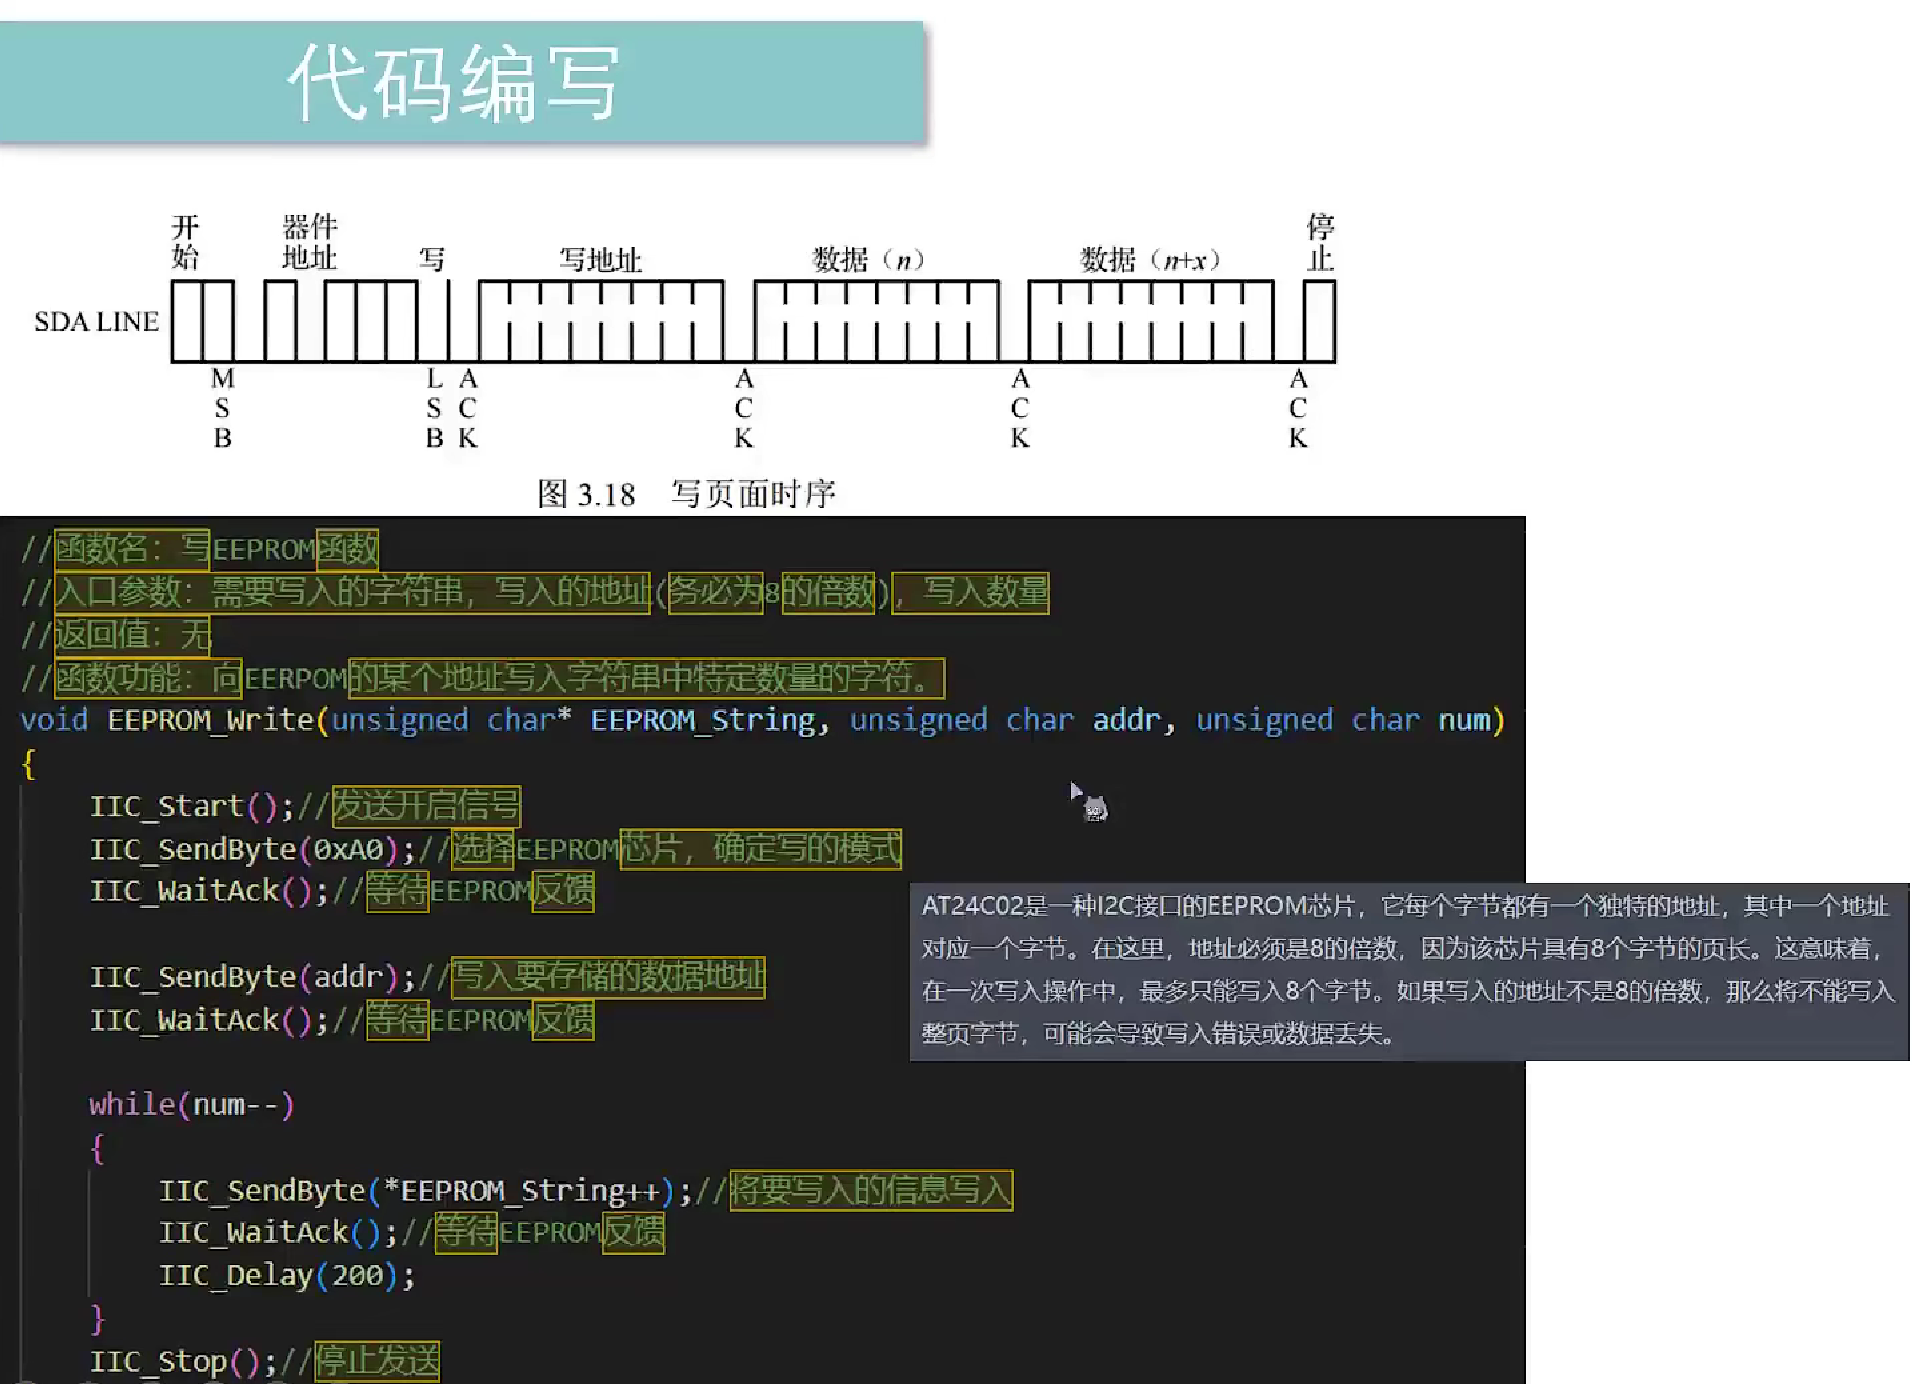 代码编写
开始 器件地址 写 写地址 数据（n） 数据（n+x） 停止
SDA LINE
MSB LSB ACK ACK ACK ACK
图 3.18 写页面时序
//函数名：写EEPROM函数
//入口参数：需要写入的字符串，写入的地址(务必为8的倍数)，写入数量
//返回值：无
//函数功能：向EERPOM的某个地址写入字符串中特定数量的字符。
void EEPROM_Write(unsigned char* EEPROM_String, unsigned char addr, unsigned char num)
{
IIC_Start();//发送开启信号
IIC_SendByte(0xA0);//选择EEPROM芯片，确定写的模式
IIC_WaitAck();//等待EEPROM反馈
AT24C02是一种I2C接口的EEPROM芯片，它每个字节都有一个独特的地址，其中一个地址
对应一个字节。在这里，地址必须是8的倍数，因为该芯片具有8个字节的页长。这意味着，
在一次写入操作中，最多只能写入8个字节。如果写入的地址不是8的倍数，那么将不能写入
整页字节，可能会导致写入错误或数据丢失。
IIC_SendByte(addr);//写入要存储的数据地址
IIC_WaitAck();//等待EEPROM反馈
while(num--)
{
IIC_SendByte(*EEPROM_String++);//将要写入的信息写入
IIC_WaitAck();//等待EEPROM反馈
IIC_Delay(200);
}
IIC_Stop();//停止发送